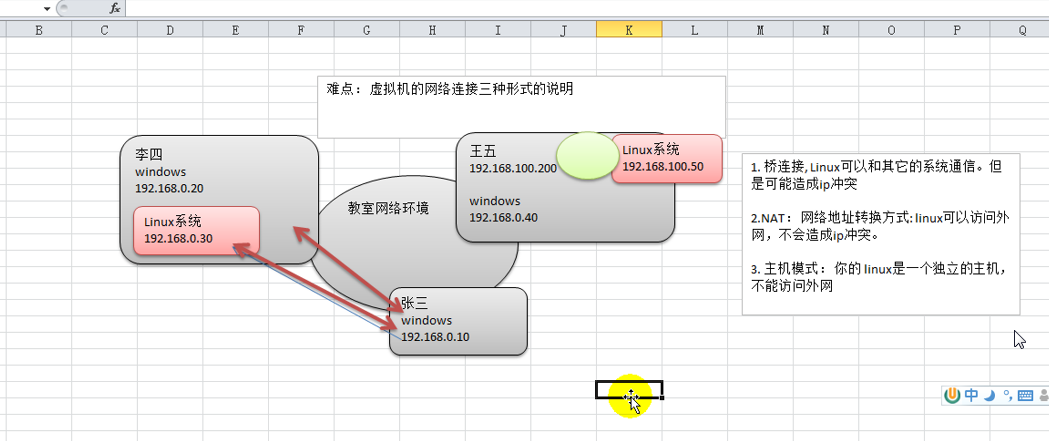 fx
B C D E F G H I J K L M N O P Q
难点：虚拟机的网络连接三种形式的说明
李四
windows
192.168.0.20
Linux系统
192.168.0.30
教室网络环境
王五
192.168.100.200
windows
192.168.0.40
Linux系统
192.168.100.50
张三
windows
192.168.0.10
1. 桥连接, Linux可以和其它的系统通信。但
是可能造成ip冲突
2.NAT：网络地址转换方式: linux可以访问外
网，不会造成ip冲突。
3. 主机模式：你的 linux是一个独立的主机，
不能访问外网
中